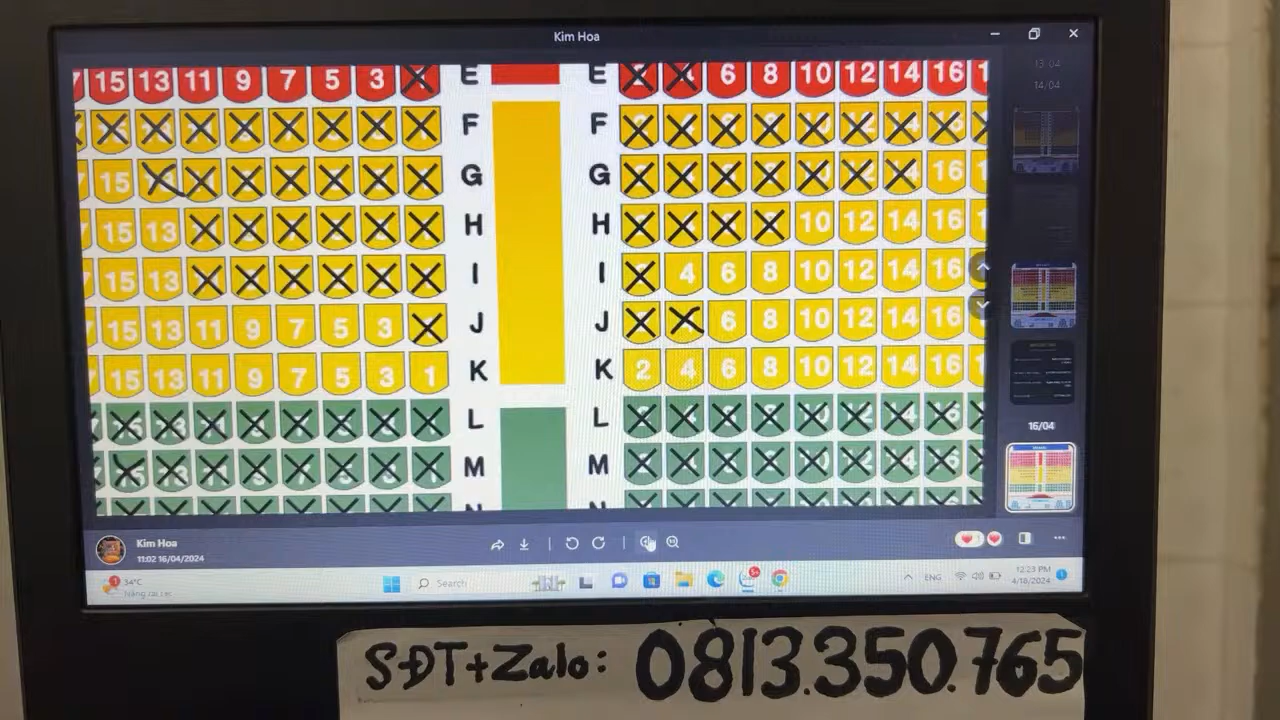 Kim Hoa
15 13 11 9 7 5 3 E E 6 8 10 12 14 16
F F
15 G G 16
15 13 H H 10 12 14 16
15 13 I I 4 6 8 10 12 14 16
15 13 11 9 7 5 3 J J 6 8 10 12 14 16
15 13 11 9 7 5 3 1 K K 2 4 6 8 10 12 14 16
L L
M M
13/04
14/04
16/04
Kim Hoa
11:02 16/04/2024
34°C
Search
ENG
12:23 PM
4/16/2024
SĐT+Zalo: 0813.350.765